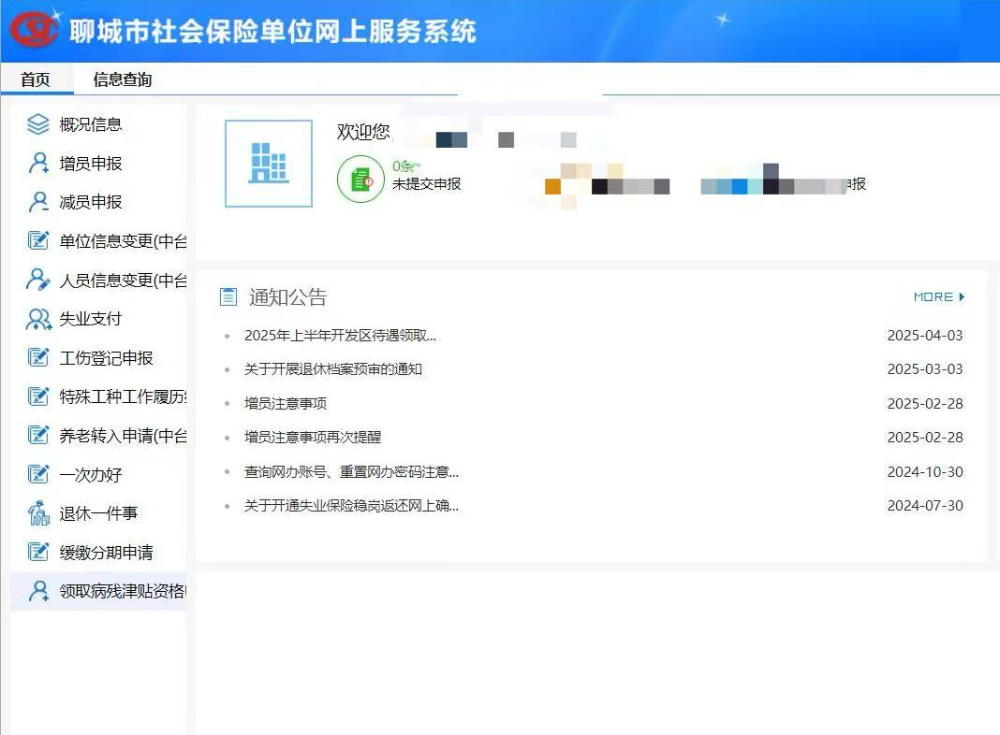 聊城市社会保险单位网上服务系统
首页 信息查询
概况信息
增员申报
减员申报
单位信息变更(中台
人员信息变更(中台
失业支付
工伤登记申报
特殊工种工作履历
养老转入申请(中台
一次办好
退休一件事
缓缴分期申请
领取病残津贴资格
欢迎您
0条
未提交申报
报
通知公告
MORE
2025年上半年开发区待遇领取... 2025-04-03
关于开展退休档案预审的通知 2025-03-03
增员注意事项 2025-02-28
增员注意事项再次提醒 2025-02-28
查询网办账号、重置网办密码注意... 2024-10-30
关于开通失业保险稳岗返还网上确... 2024-07-30